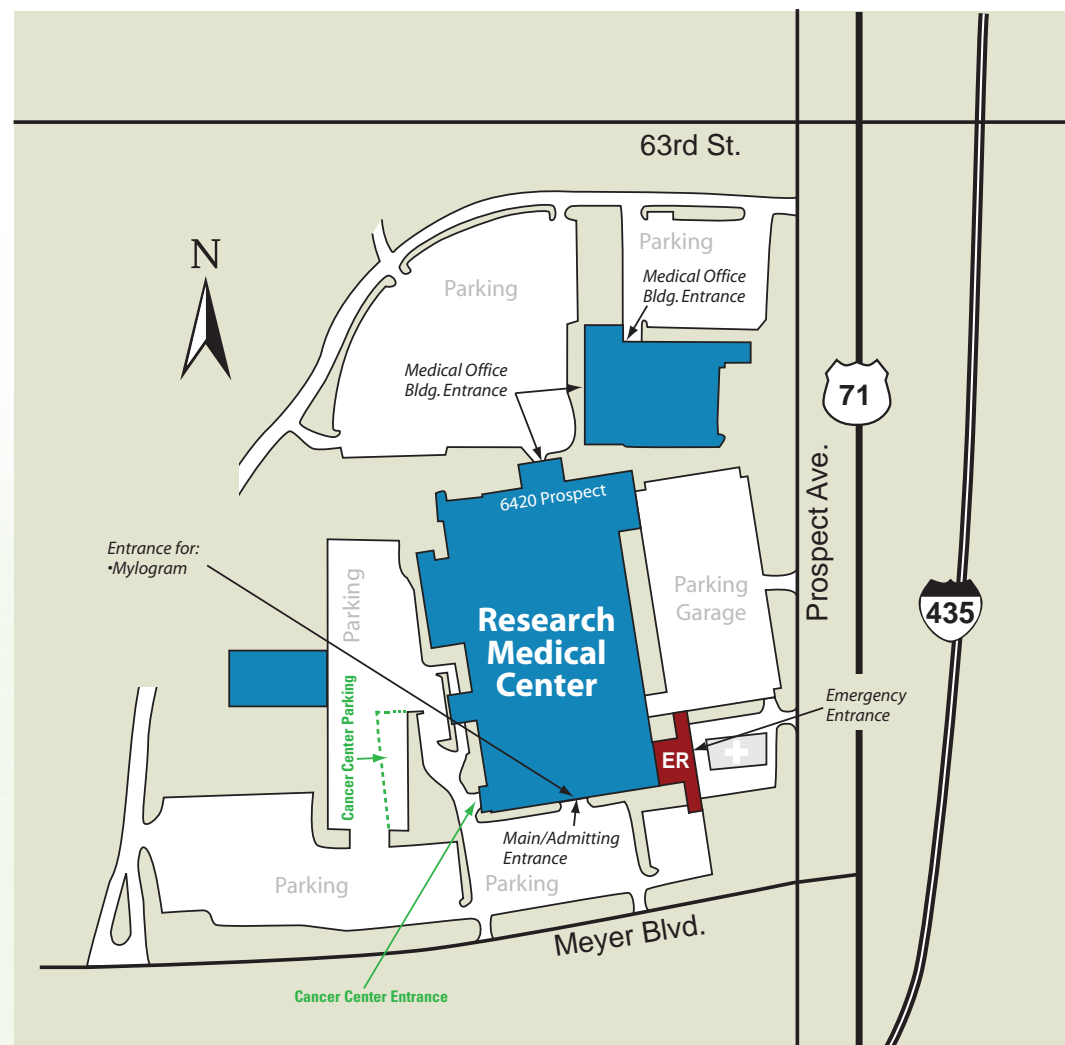 63rd St.
N
Parking
Medical Office
Bldg. Entrance
Parking
Medical Office
Bldg. Entrance
71
Prospect Ave.
435
6420 Prospect
Entrance for:
•Mylogram
Parking
Parking
Garage
Research
Medical
Center
Emergency
Entrance
ER
Cancer Center Parking
Main/Admitting
Entrance
Parking
Parking
Meyer Blvd.
Cancer Center Entrance